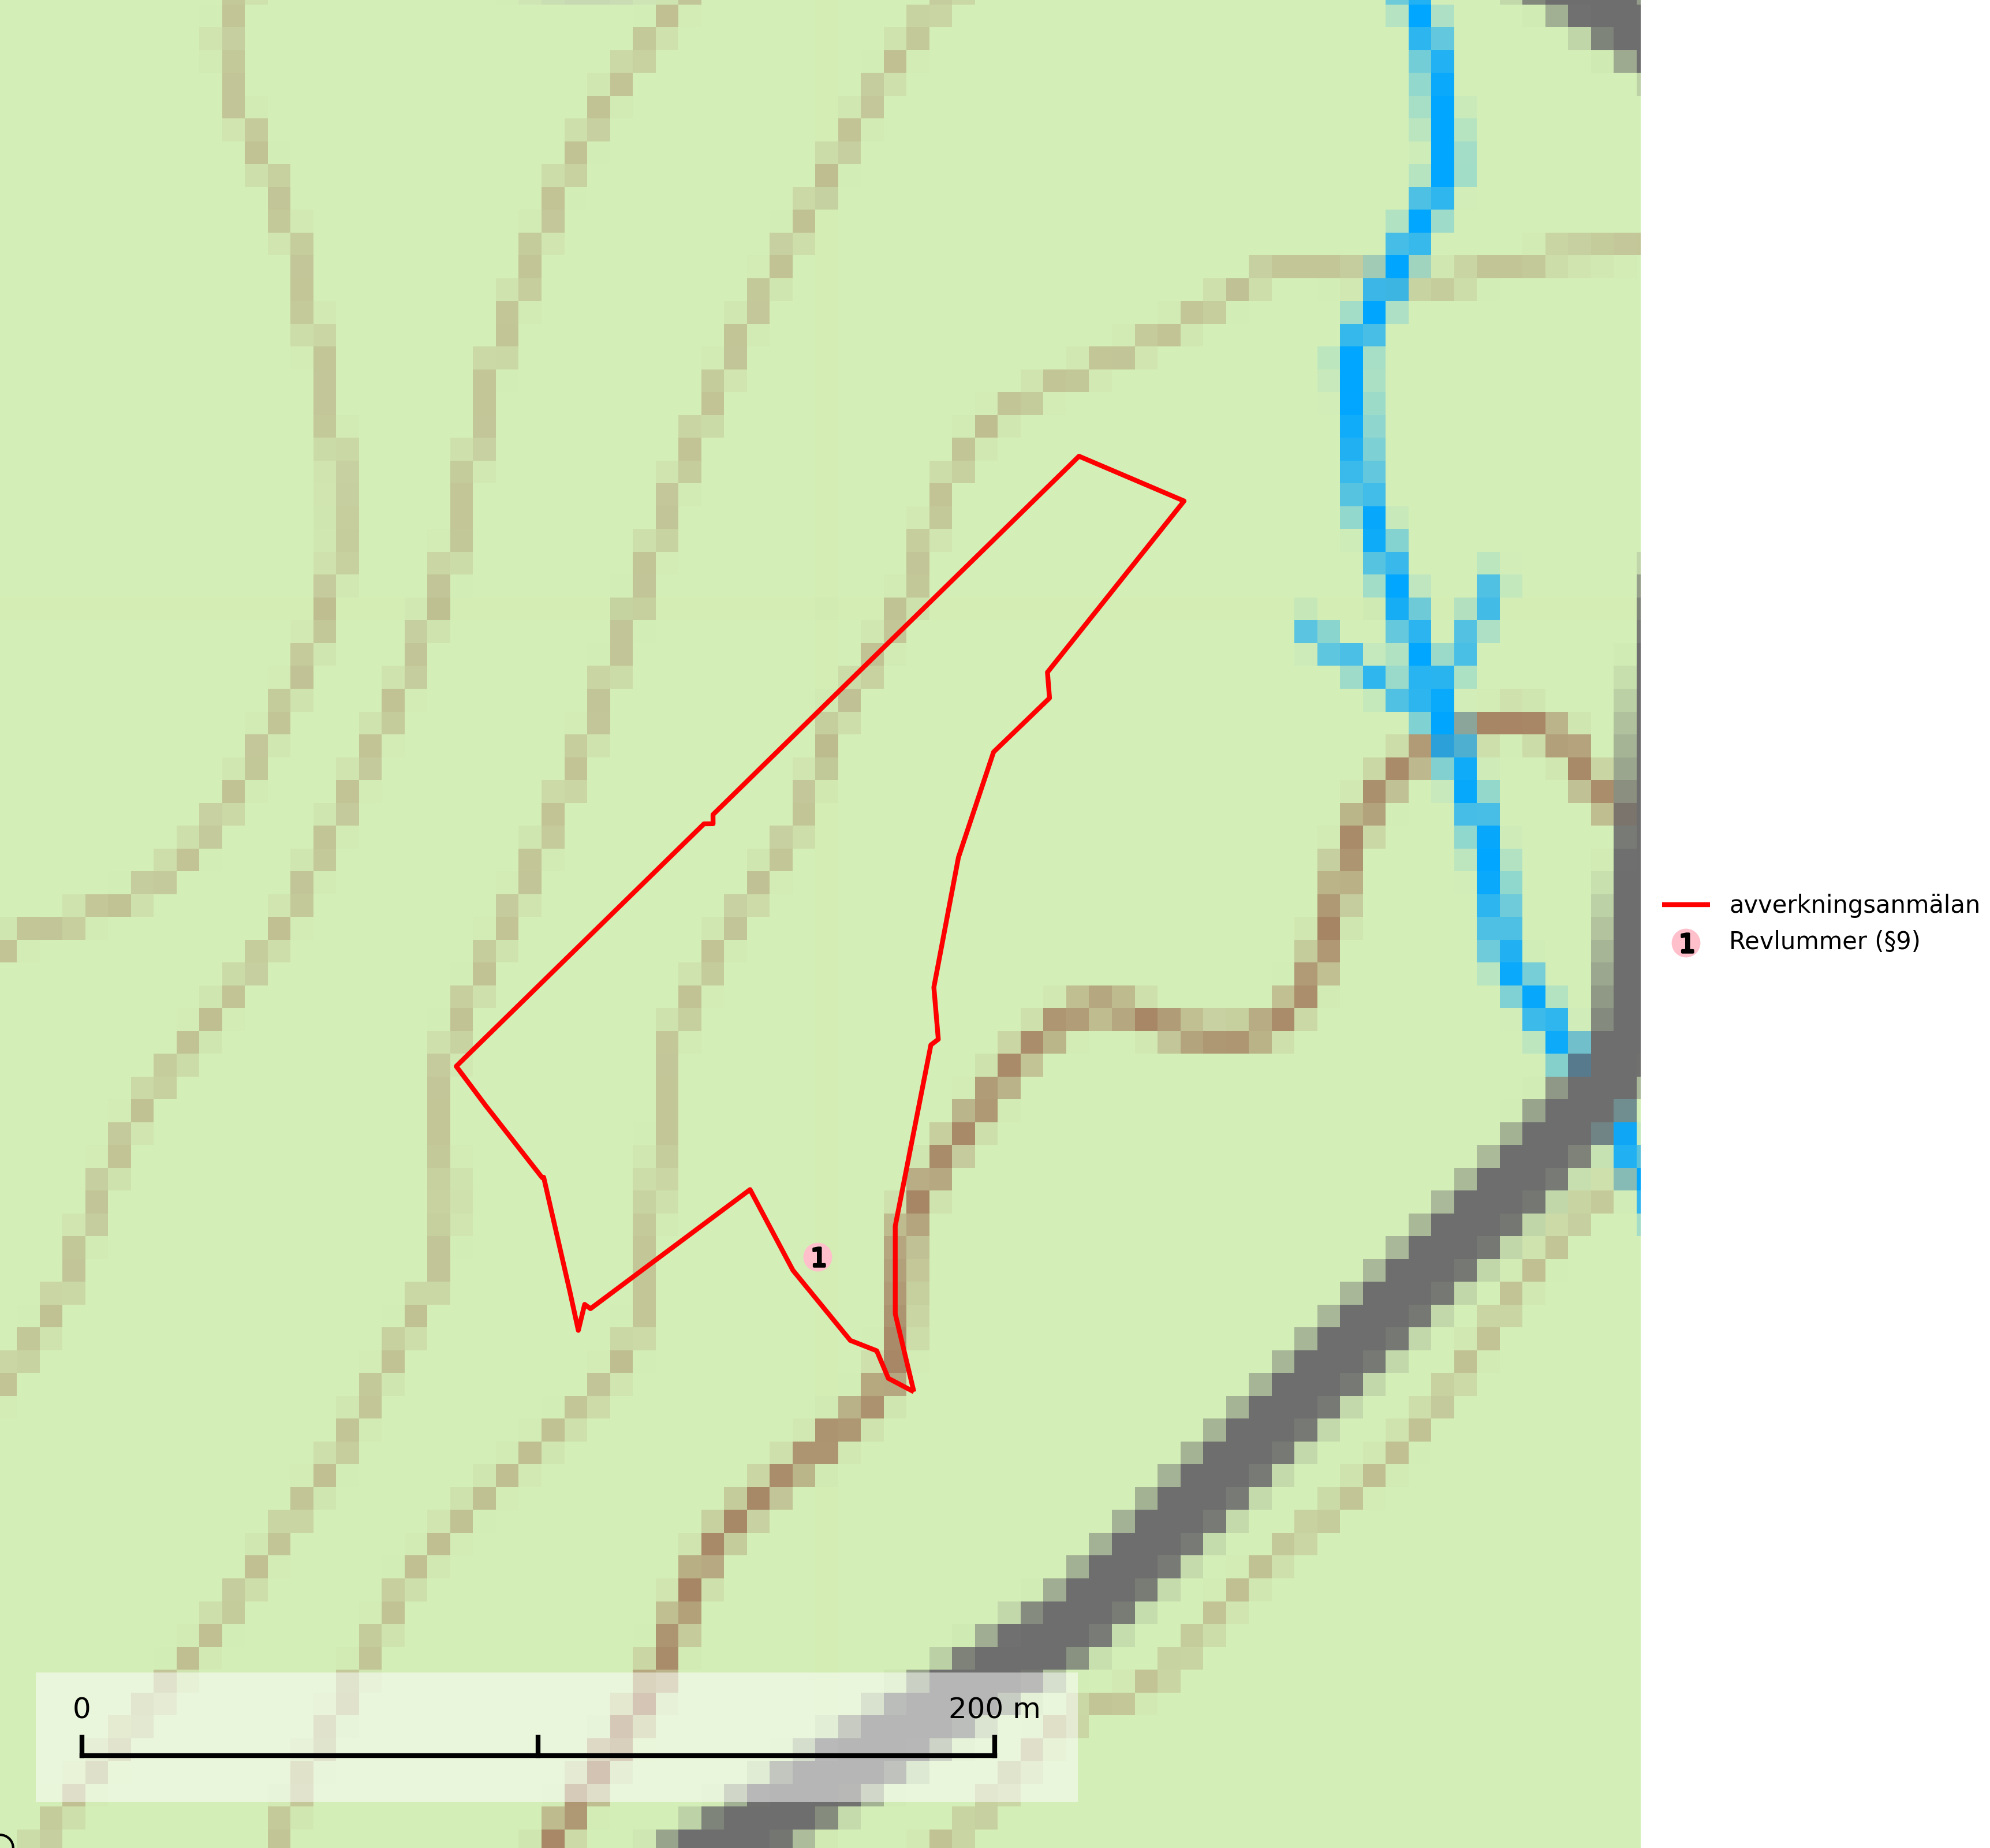 avverkningsanmälan
1 Revlummer (§9)
1
0 200 m